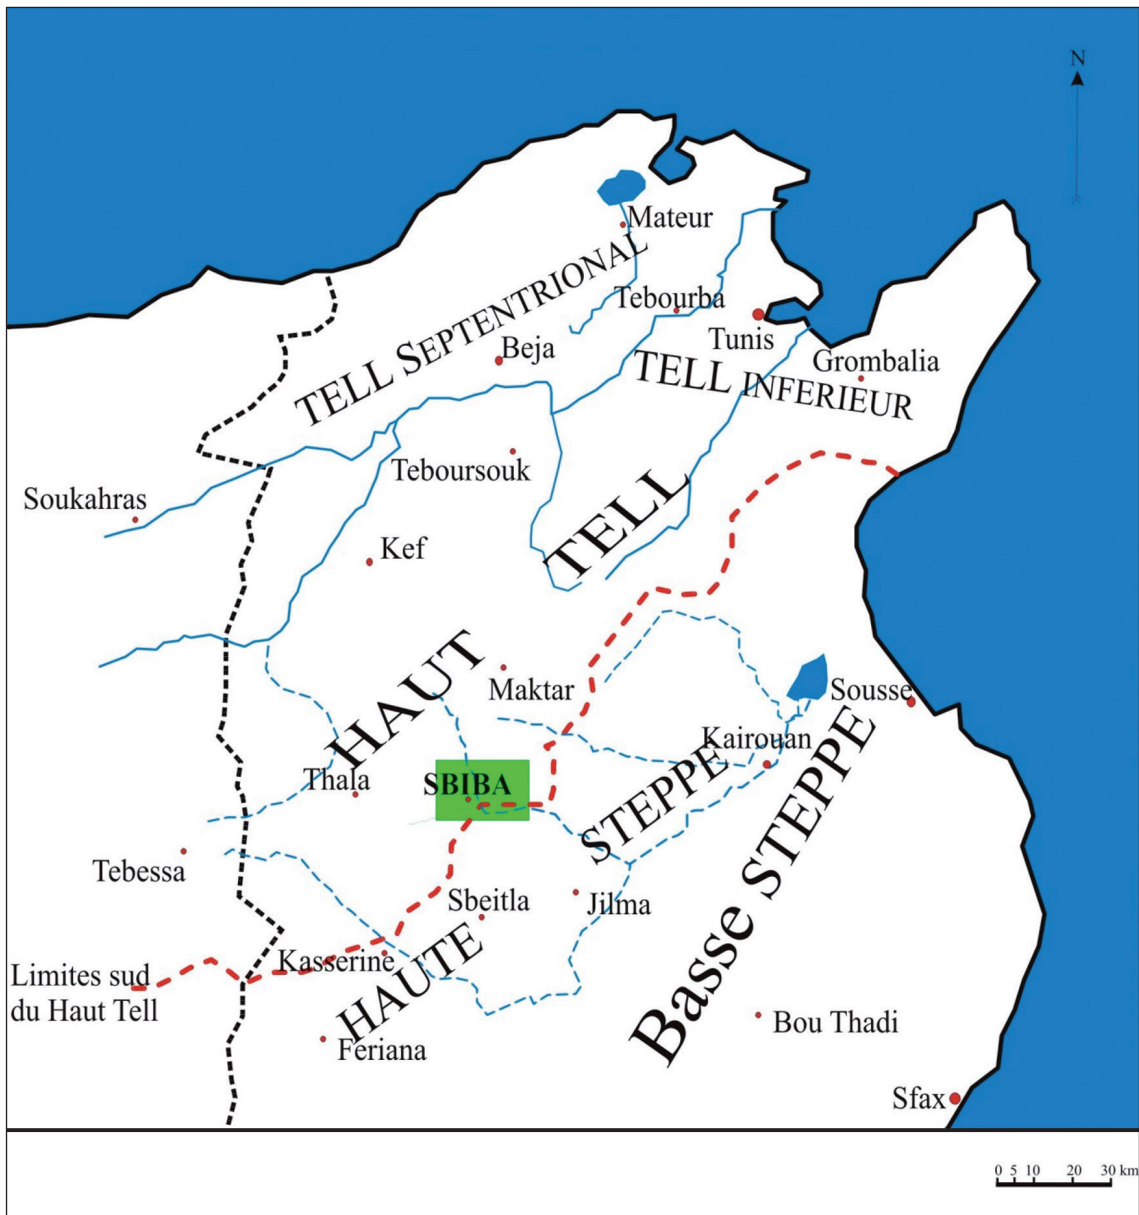 N
Mateur
TELL SEPTENTRIONAL
Tebourba
Tunis
Beja
Grombalia
TELL INFERIEUR
Teboursouk
Soukahras
TELL
Kef
HAUT
Maktar
Sousse
Kairouan
Thala
SBIBA
STEPPE
Basse STEPPE
Tebessa
Sbeitla
Jilma
Kasserine
HAUTE
Limites sud
du Haut Tell
Bou Thadi
Feriana
Sfax
0 5 10 20 30 km